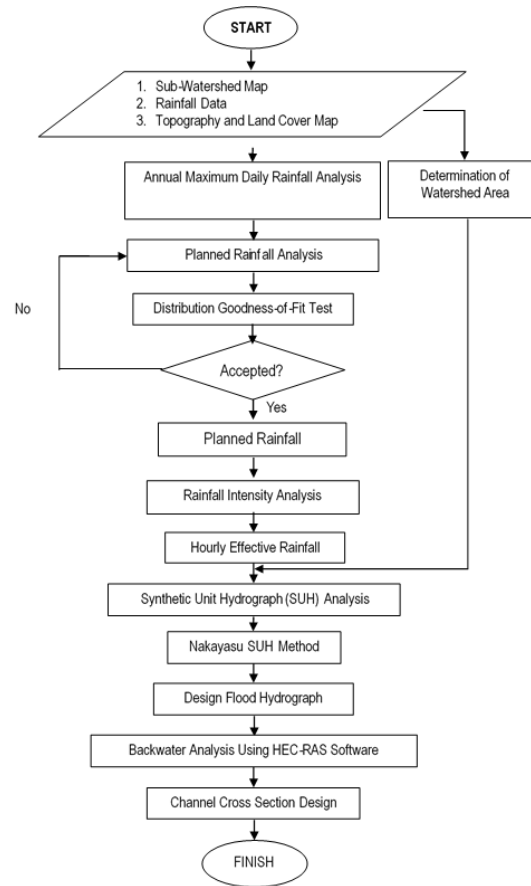 START
1. Sub-Watershed Map
2. Rainfall Data
3. Topography and Land Cover Map
Annual Maximum Daily Rainfall Analysis
Determination of
Watershed Area
Planned Rainfall Analysis
No
Distribution Goodness-of-Fit Test
Accepted?
Yes
Planned Rainfall
Rainfall Intensity Analysis
Hourly Effective Rainfall
Synthetic Unit Hydrograph (SUH) Analysis
Nakayasu SUH Method
Design Flood Hydrograph
Backwater Analysis Using HEC-RAS Software
Channel Cross Section Design
FINISH